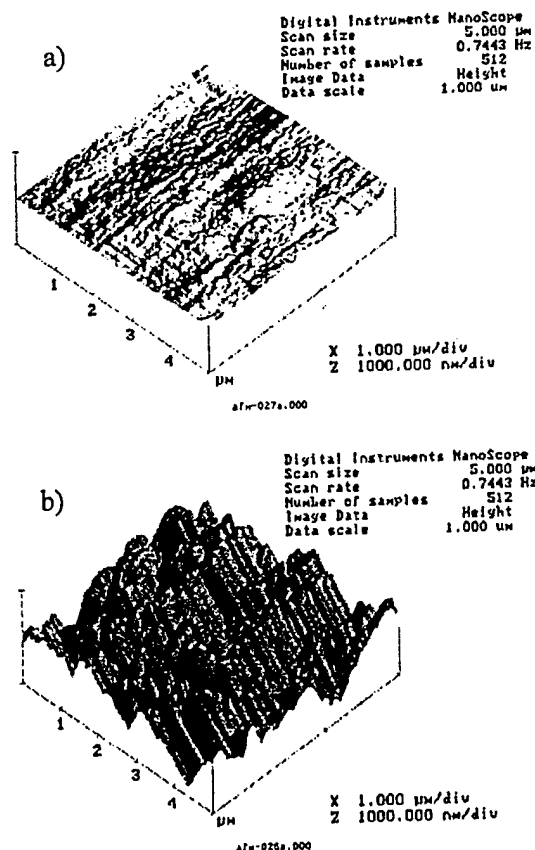 a)
Digital Instruments NanoScope
Scan size 5.000 µm
Scan rate 0.7443 Hz
Number of samples 512
Image Data Height
Data scale 1.000 um
1
2
3
4
µm
X 1.000 µm/div
Z 1000.000 nm/div
afm-027a.000
b)
Digital Instruments NanoScope
Scan size 5.000 µm
Scan rate 0.7443 Hz
Number of samples 512
Image Data Height
Data scale 1.000 um
1
2
3
4
µm
X 1.000 µm/div
Z 1000.000 nm/div
afm-026a.000